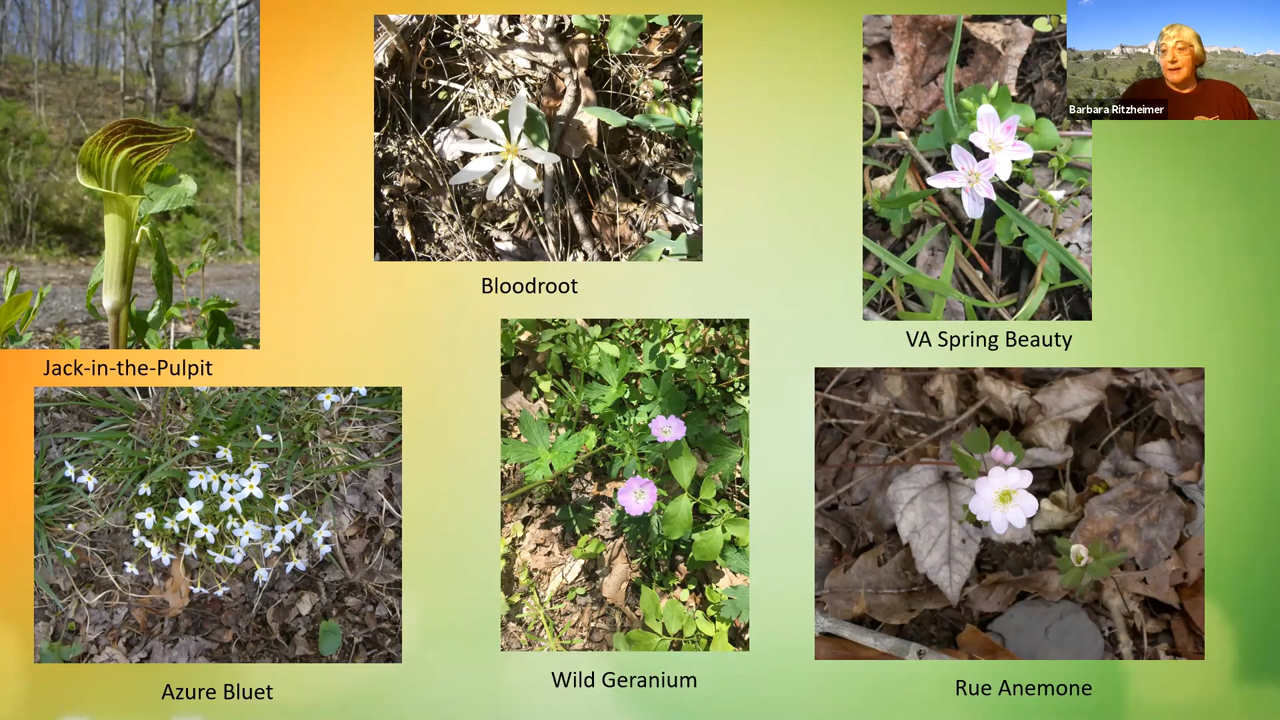 Barbara Ritzheimer
Bloodroot
VA Spring Beauty
Jack-in-the-Pulpit
Wild Geranium
Rue Anemone
Azure Bluet